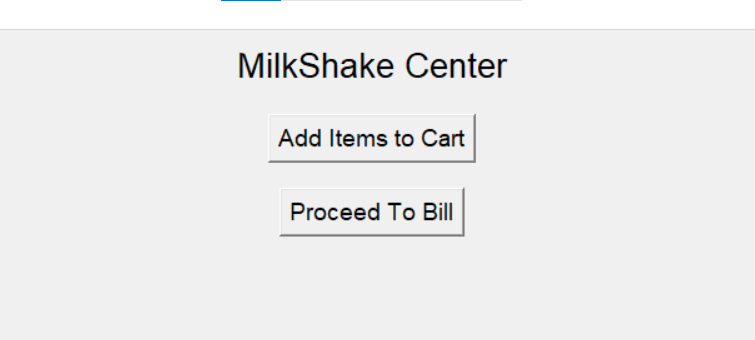 MilkShake Center
Add Items to Cart
Proceed To Bill